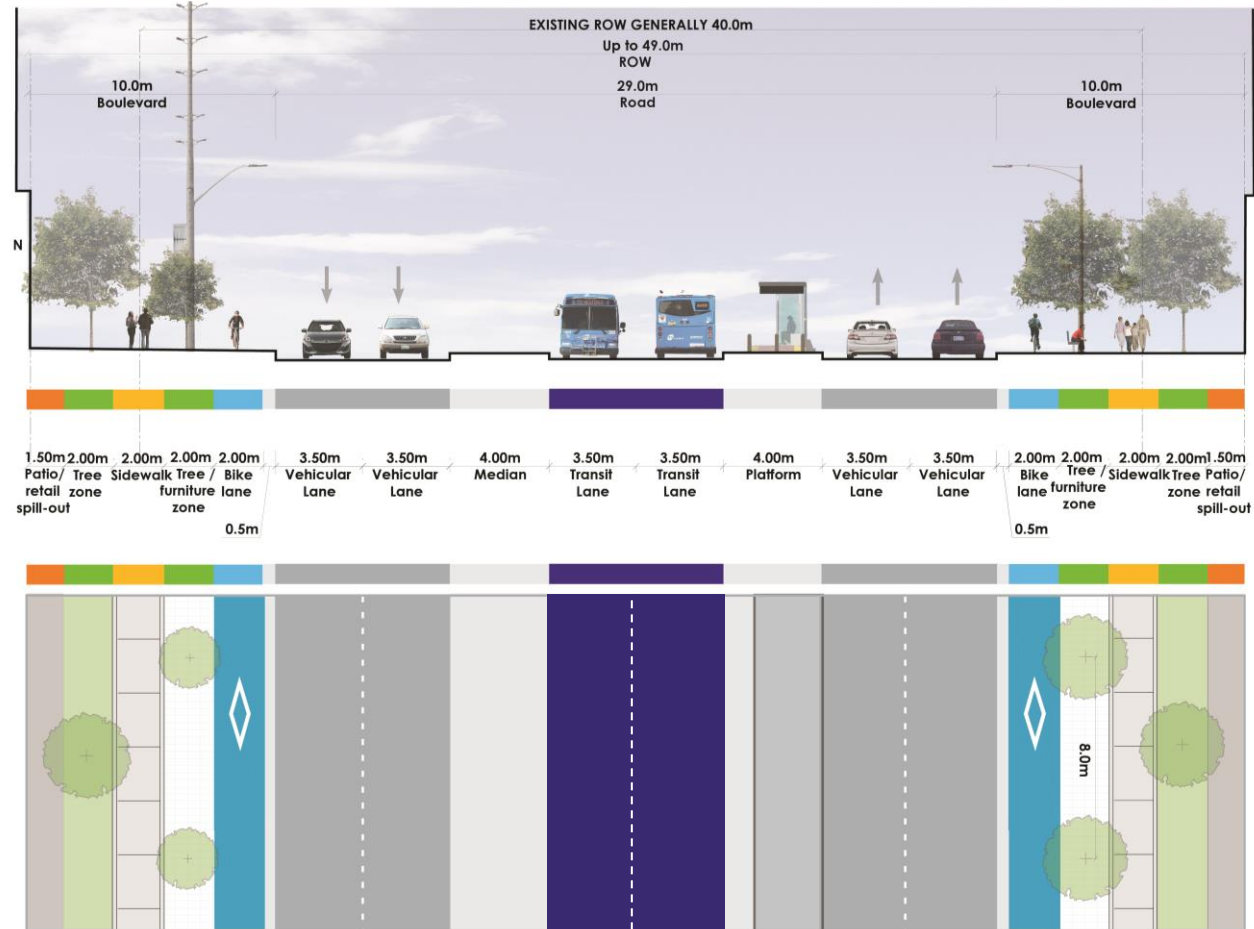 EXISTING ROW GENERALLY 40.0m
Up to 49.0m
ROW
10.0m
Boulevard
29.0m
Road
10.0m
Boulevard
N
1.50m
Patio/
retail
spill-out
2.00m
Tree
zone
2.00m
Sidewalk
2.00m
Tree /
furniture
zone
2.00m
Bike
lane
0.5m
3.50m
Vehicular
Lane
3.50m
Vehicular
Lane
4.00m
Median
3.50m
Transit
Lane
3.50m
Transit
Lane
4.00m
Platform
3.50m
Vehicular
Lane
3.50m
Vehicular
Lane
0.5m
2.00m
Bike
lane
2.00m
Tree /
furniture
zone
2.00m
Sidewalk
2.00m
Tree
zone
1.50m
Patio/
retail
spill-out
8.0m